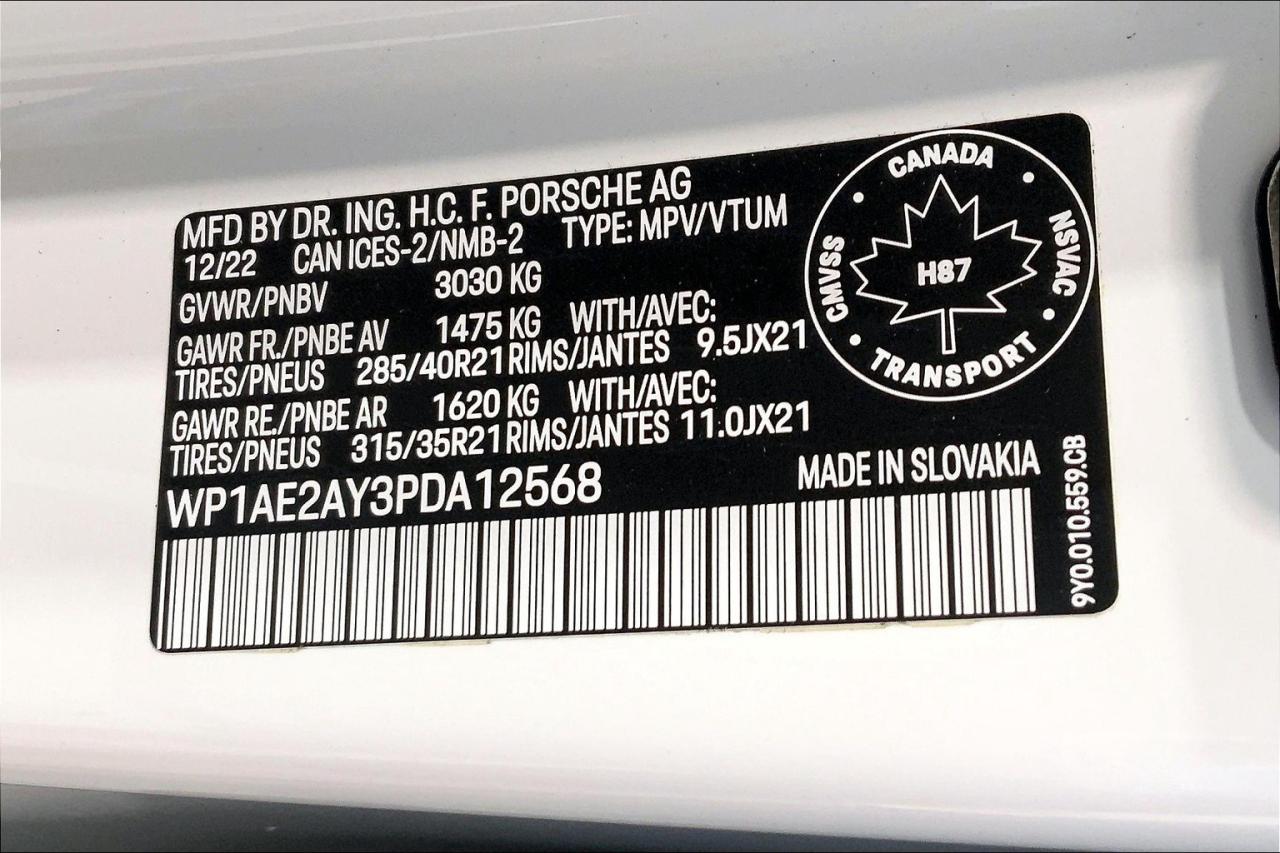 MFD BY DR. ING. H.C. F. PORSCHE AG
12/22 CAN ICES-2/NMB-2 TYPE: MPV/VTUM
GVWR/PNBV 3030 KG
GAWR FR./PNBE AV 1475 KG WITH/AVEC:
TIRES/PNEUS 285/40R21 RIMS/JANTES 9.5JX21
GAWR RE./PNBE AR 1620 KG WITH/AVEC:
TIRES/PNEUS 315/35R21 RIMS/JANTES 11.0JX21
WP1AE2AY3PDA12568
MADE IN SLOVAKIA
CANADA
CMVSS
NSVAC
H87
TRANSPORT
9Y0.010.559.CB